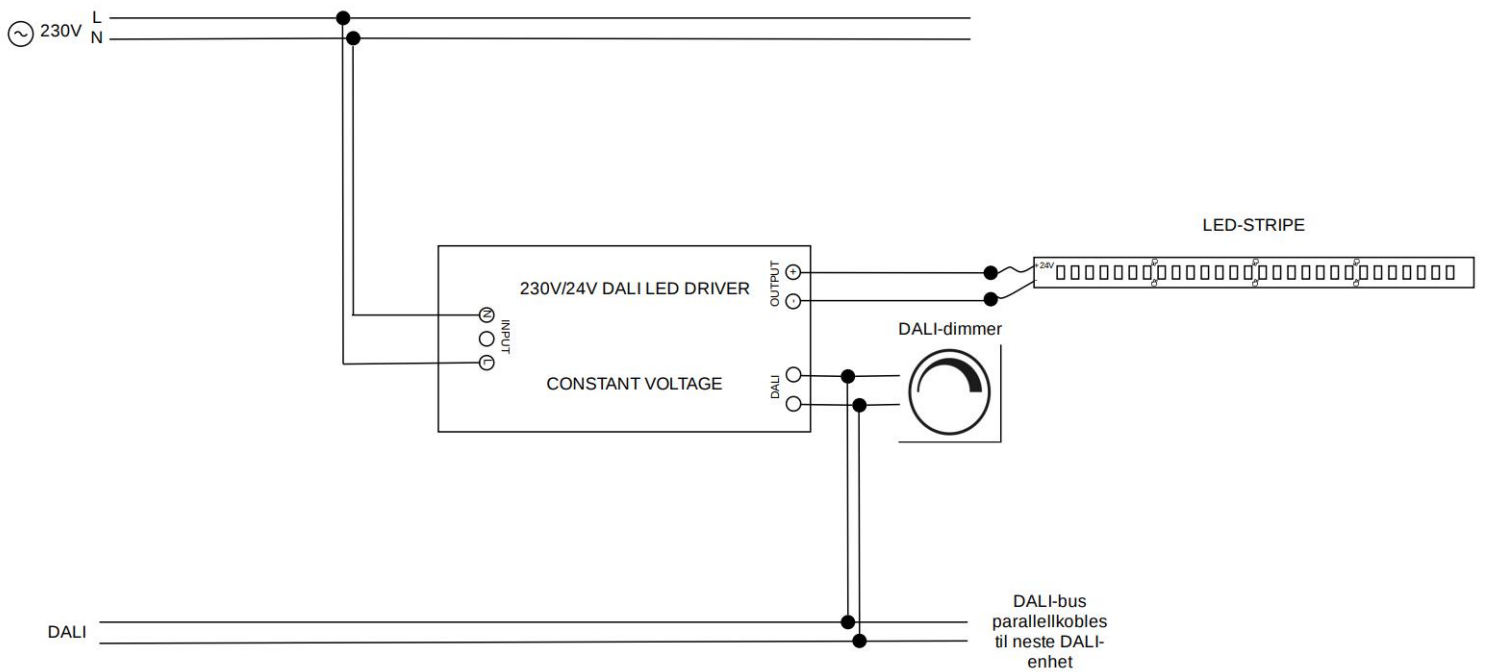 L
230V
N
LED-STRIPE
+24V
-
230V/24V DALI LED DRIVER
OUTPUT
+
-
N
INPUT
L
CONSTANT VOLTAGE
DALI
DALI-dimmer
DALI
DALI-bus
parallellkobles
til neste DALI-
enhet